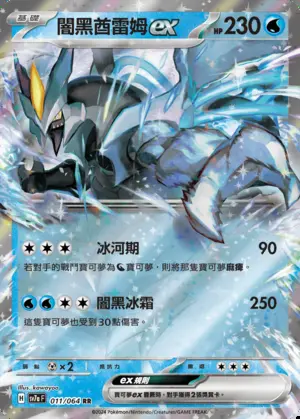 基礎 闇黑酋雷姆ex HP230
冰河期 90
若對手的戰鬥寶可夢為寶可夢，則將那隻寶可夢麻痺。
闇黑冰霜 250
這隻寶可夢也受到30點傷害。
×2
Illus. kawayoo
ex規則
寶可夢ex昏厥時，對手獲得2張獎賞卡。
H sv7a F 011/064 RR
©2024 Pokémon/Nintendo/Creatures/GAME FREAK